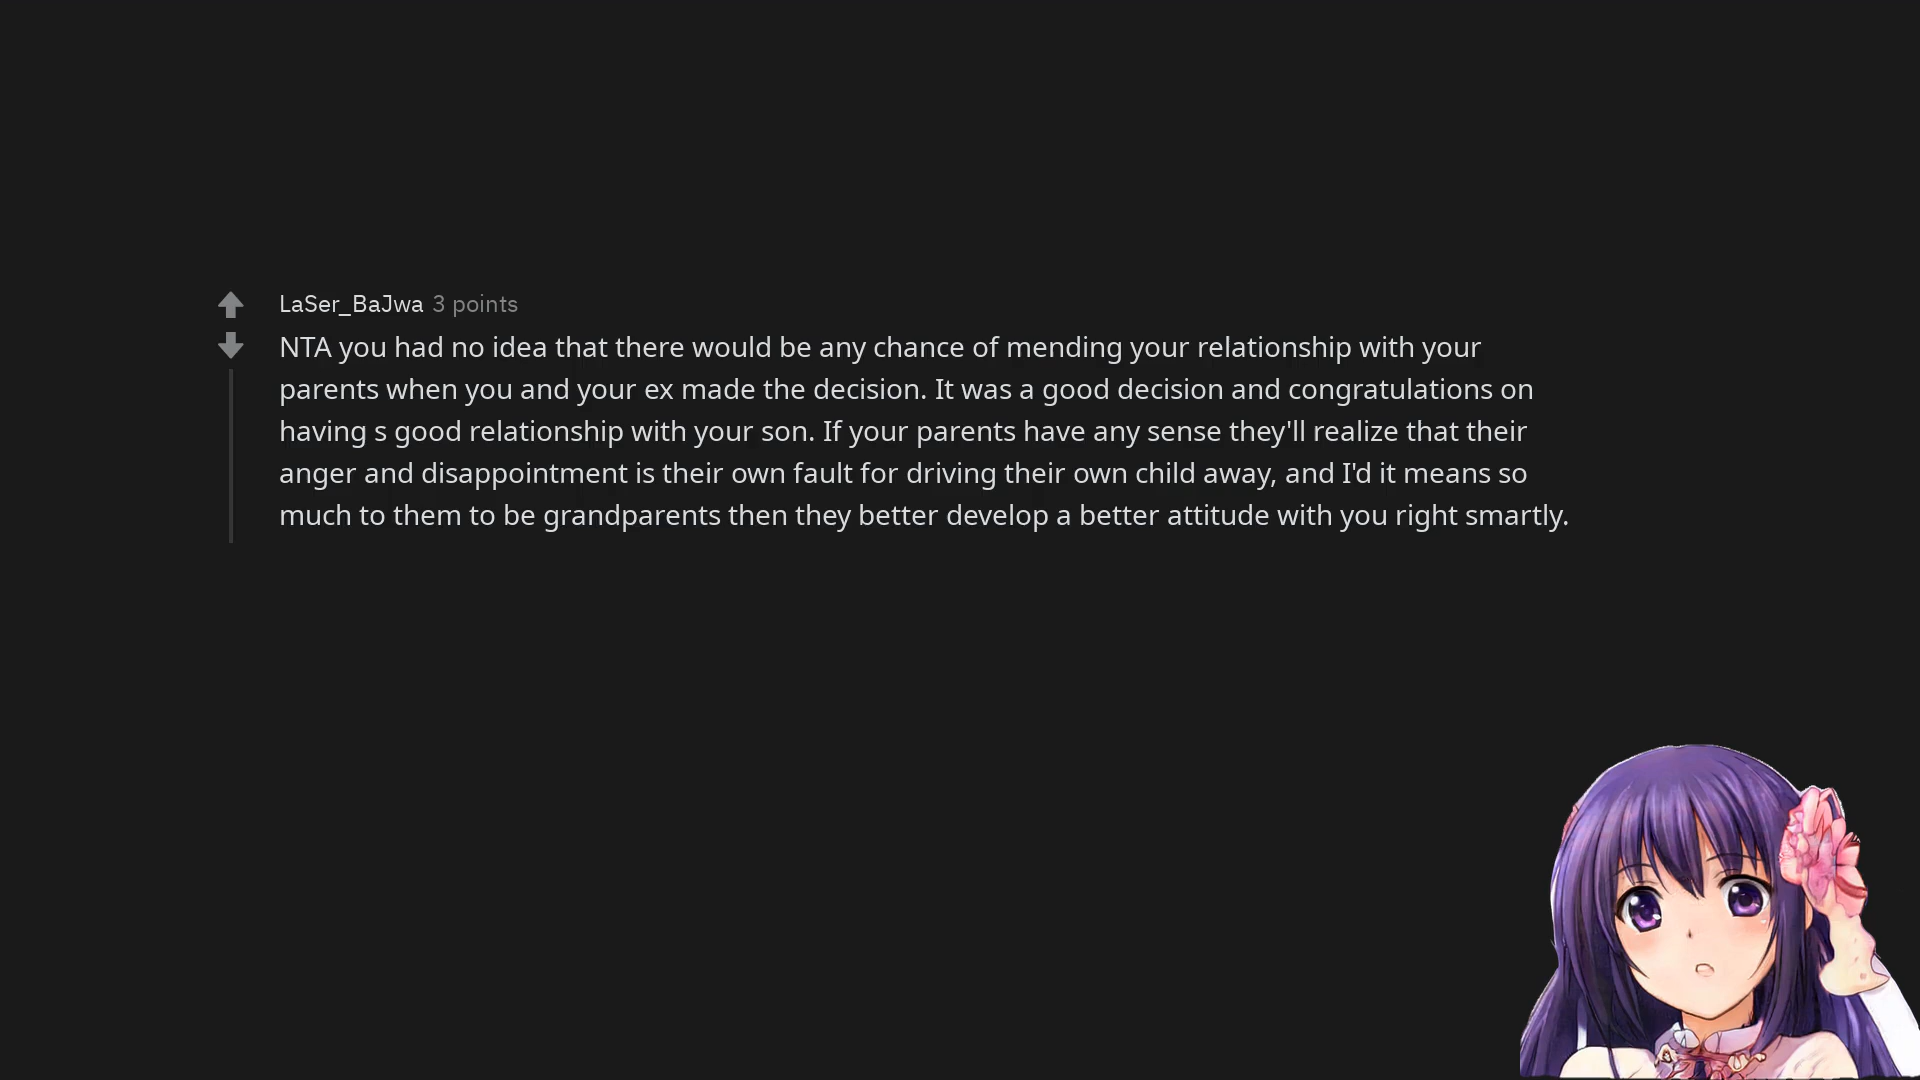 LaSer_BaJwa 3 points
NTA you had no idea that there would be any chance of mending your relationship with your
parents when you and your ex made the decision. It was a good decision and congratulations on
having s good relationship with your son. If your parents have any sense they'll realize that their
anger and disappointment is their own fault for driving their own child away, and I'd it means so
much to them to be grandparents then they better develop a better attitude with you right smartly.